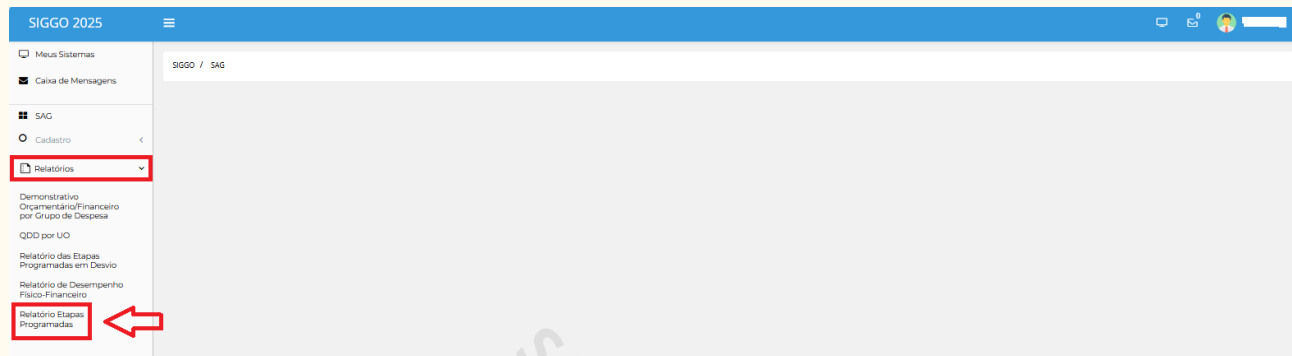 SIGGO 2025
0
Meus Sistemas
Caixa de Mensagens
SIGGO / SAG
SAG
Cadastro
Relatórios
Demonstrativo
Orçamentário/Financeiro
por Grupo de Despesa
QDD por UO
Relatório das Etapas
Programadas em Desvio
Relatório de Desempenho
Físico-Financeiro
Relatório Etapas
Programadas